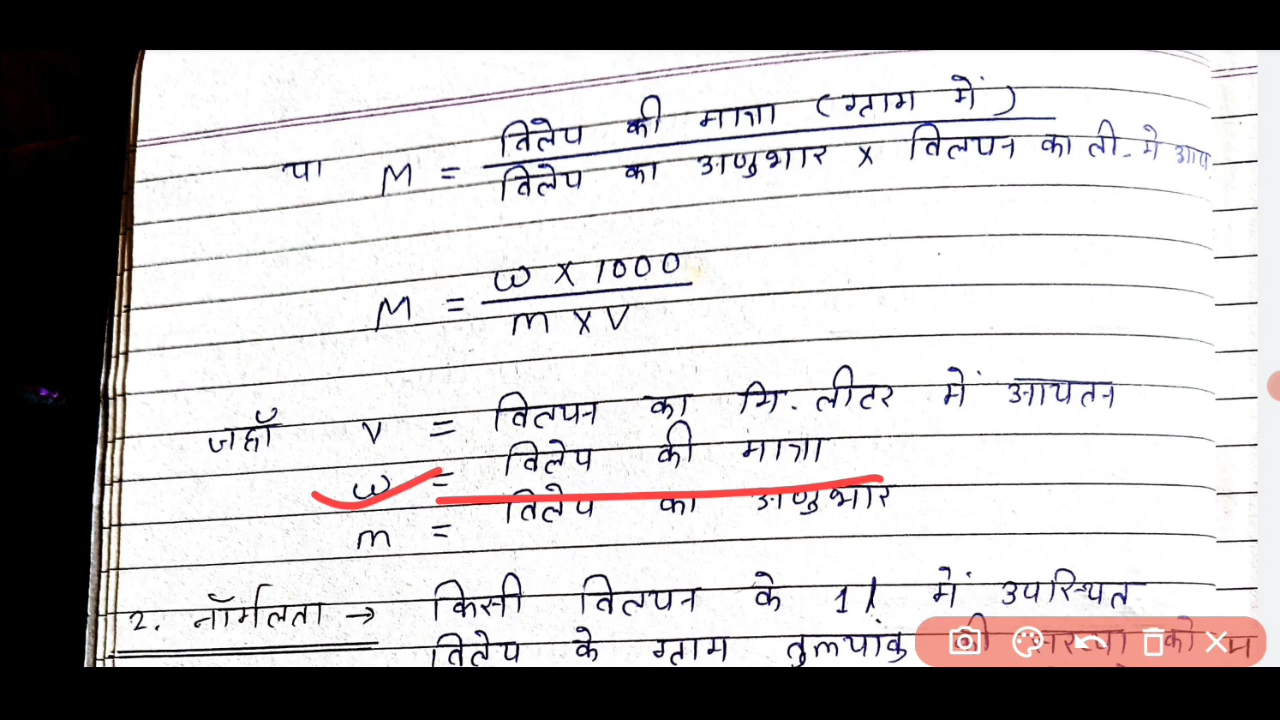 या M = विलेय की मात्रा (ग्राम में)
विलेय का अणुभार x विलयन का ली. में आय
M = w x 1000
m x V
जहाँ v = विलयन का मि. लीटर में आयतन
w = विलेय की मात्रा
m = विलेय का अणुभार
2. नॉर्मलता → किसी विलयन के 1 l में उपस्थित
विलेय के ग्राम तुल्यांक की संख्या को